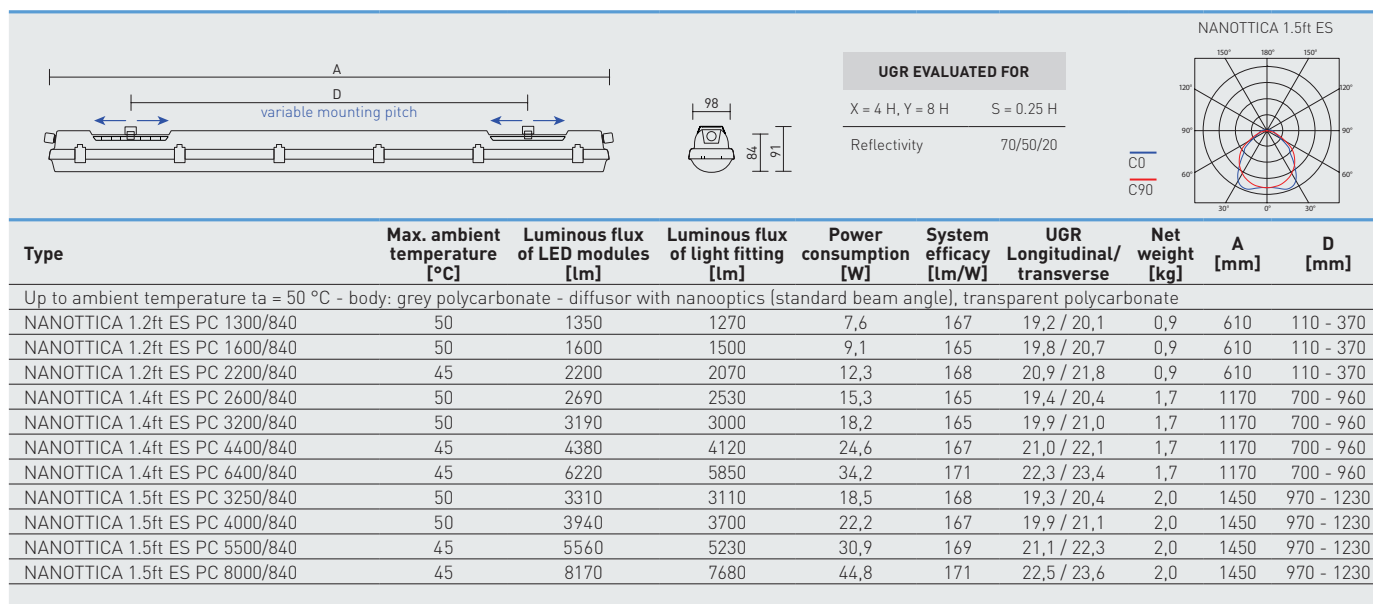 NANOTTICA 1.5ft ES
150° 180° 150°
120° 120°
90° 90°
60° 60°
30° 0° 30°
C0
C90
A
D
variable mounting pitch
98
84
91
UGR EVALUATED FOR
X = 4 H, Y = 8 H S = 0.25 H
Reflectivity 70/50/20
Type Max. ambient temperature [°C] Luminous flux of LED modules [lm] Luminous flux of light fitting [lm] Power consumption [W] System efficacy [lm/W] UGR Longitudinal/ transverse Net weight [kg] A [mm] D [mm]
Up to ambient temperature ta = 50 °C - body: grey polycarbonate - diffusor with nanooptics (standard beam angle), transparent polycarbonate
NANOTTICA 1.2ft ES PC 1300/840 50 1350 1270 7,6 167 19,2 / 20,1 0,9 610 110 - 370
NANOTTICA 1.2ft ES PC 1600/840 50 1600 1500 9,1 165 19,8 / 20,7 0,9 610 110 - 370
NANOTTICA 1.2ft ES PC 2200/840 45 2200 2070 12,3 168 20,9 / 21,8 0,9 610 110 - 370
NANOTTICA 1.4ft ES PC 2600/840 50 2690 2530 15,3 165 19,4 / 20,4 1,7 1170 700 - 960
NANOTTICA 1.4ft ES PC 3200/840 50 3190 3000 18,2 165 19,9 / 21,0 1,7 1170 700 - 960
NANOTTICA 1.4ft ES PC 4400/840 45 4380 4120 24,6 167 21,0 / 22,1 1,7 1170 700 - 960
NANOTTICA 1.4ft ES PC 6400/840 45 6220 5850 34,2 171 22,3 / 23,4 1,7 1170 700 - 960
NANOTTICA 1.5ft ES PC 3250/840 50 3310 3110 18,5 168 19,3 / 20,4 2,0 1450 970 - 1230
NANOTTICA 1.5ft ES PC 4000/840 50 3940 3700 22,2 167 19,9 / 21,1 2,0 1450 970 - 1230
NANOTTICA 1.5ft ES PC 5500/840 45 5560 5230 30,9 169 21,1 / 22,3 2,0 1450 970 - 1230
NANOTTICA 1.5ft ES PC 8000/840 45 8170 7680 44,8 171 22,5 / 23,6 2,0 1450 970 - 1230